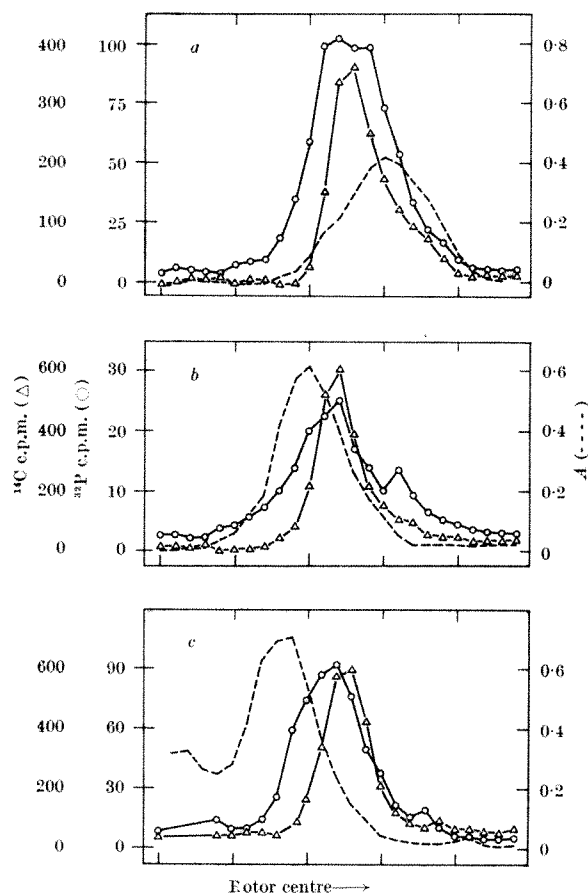 400 100 a 0.8
300 75 0.6
200 50 0.4
100 25 0.2
0 0 0
600 30 b 0.6
400 20 0.4
200 10 0.2
0 0 0
¹⁴C c.p.m. (△)
³²P c.p.m. (○)
A (- - - -)
600 90 c 0.6
400 60 0.4
200 30 0.2
0 0 0
Rotor centre⟶